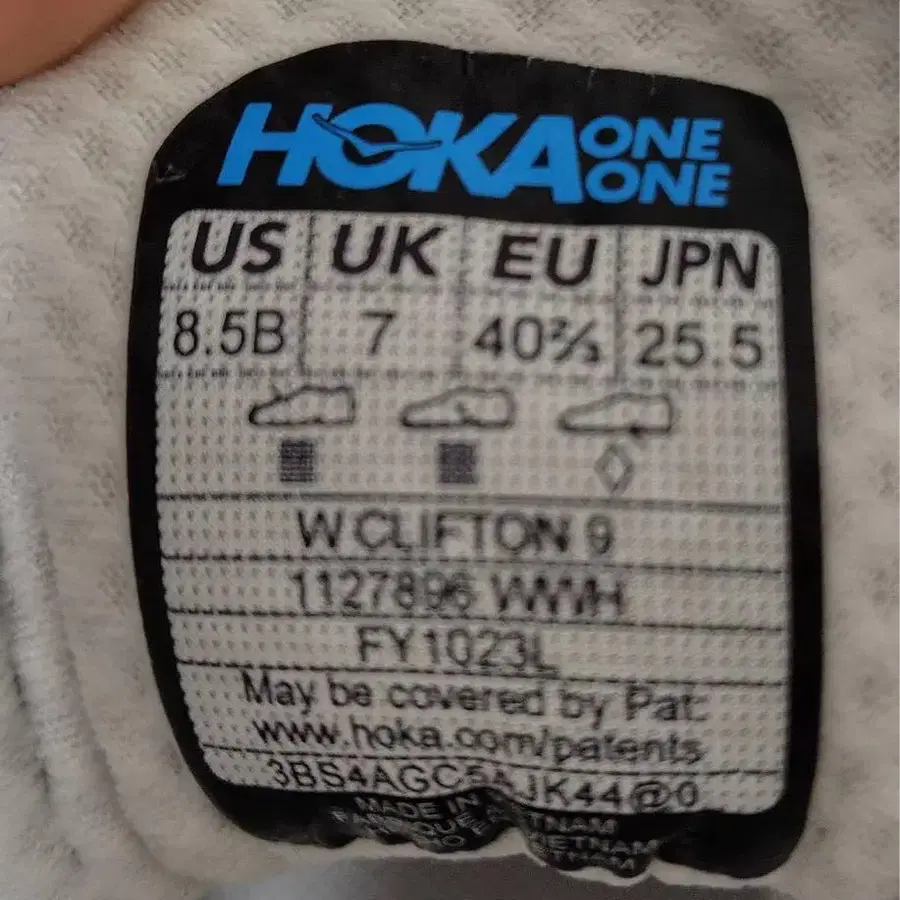 HOKA ONE ONE
US UK EU JPN
8.5B 7 40⅔ 25.5
W CLIFTON 9
1127896 WWH
FY1023L
May be covered by Pat:
www.hoka.com/patents
3BS4AGC5AJK44@0
MADE IN